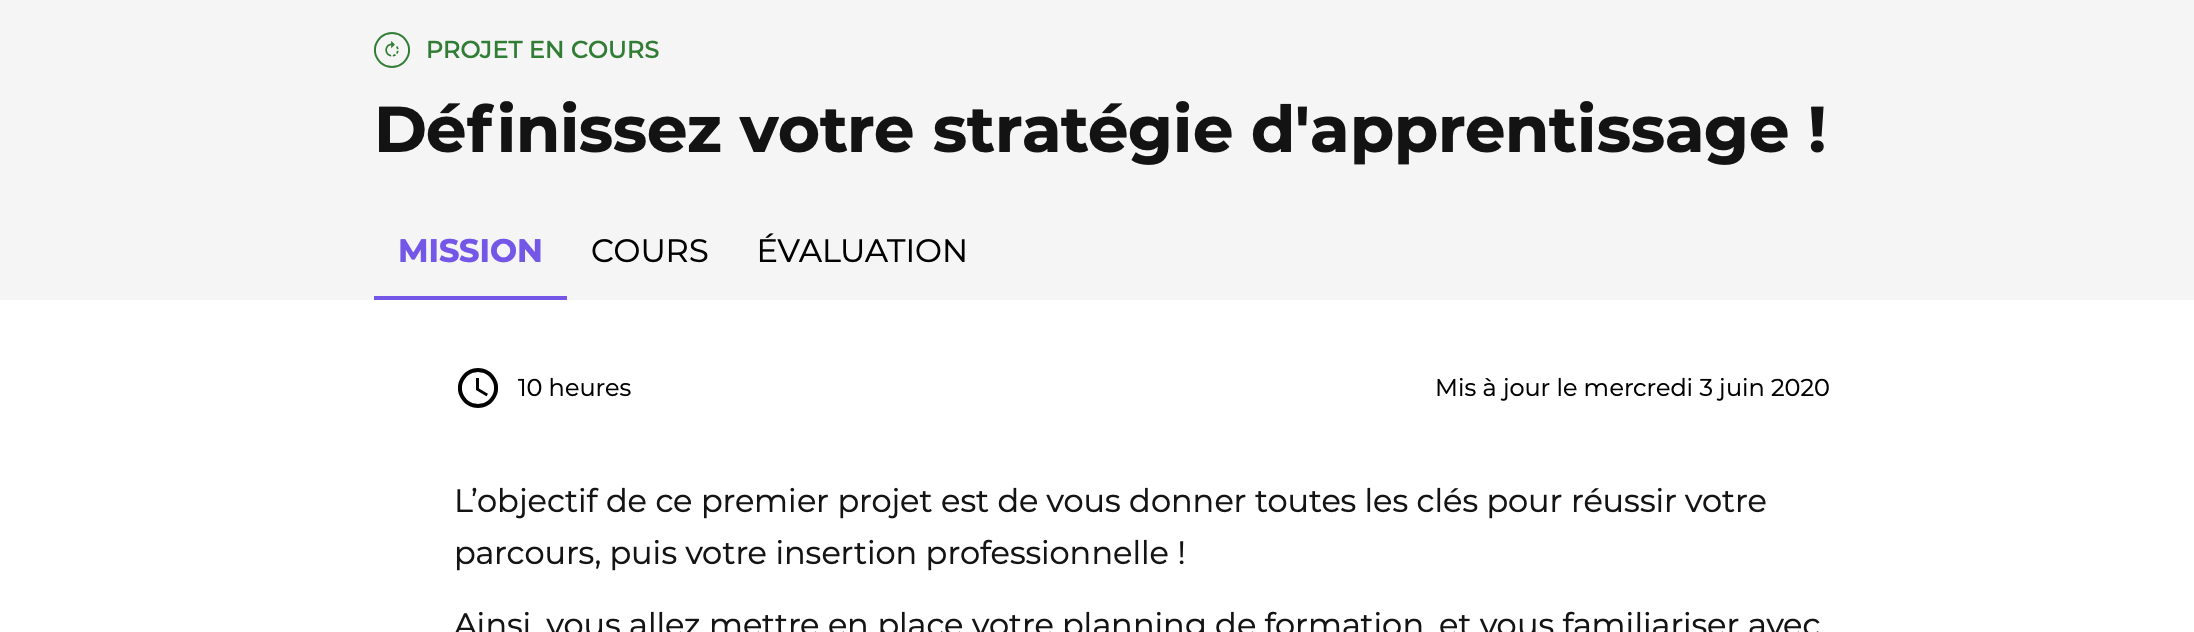 PROJET EN COURS
Définissez votre stratégie d'apprentissage !
MISSION COURS ÉVALUATION
10 heures Mis à jour le mercredi 3 juin 2020
L’objectif de ce premier projet est de vous donner toutes les clés pour réussir votre
parcours, puis votre insertion professionnelle !
Ainsi, vous allez mettre en place votre planning de formation, et vous familiariser avec